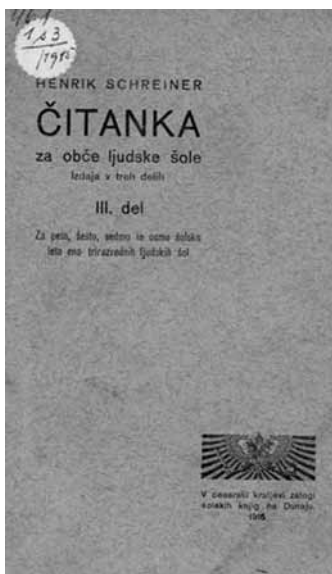 153
HENRIK SCHREINER
ČITANKA
za obče ljudske šole
Izdaja v treh delih
III. del
Za peto, šesto, sedmo in osmo šolsko
leto eno- trirazrednih ljudskih šol
V cesarski kraljevi zalogi
šolskih knjig na Dunaju.